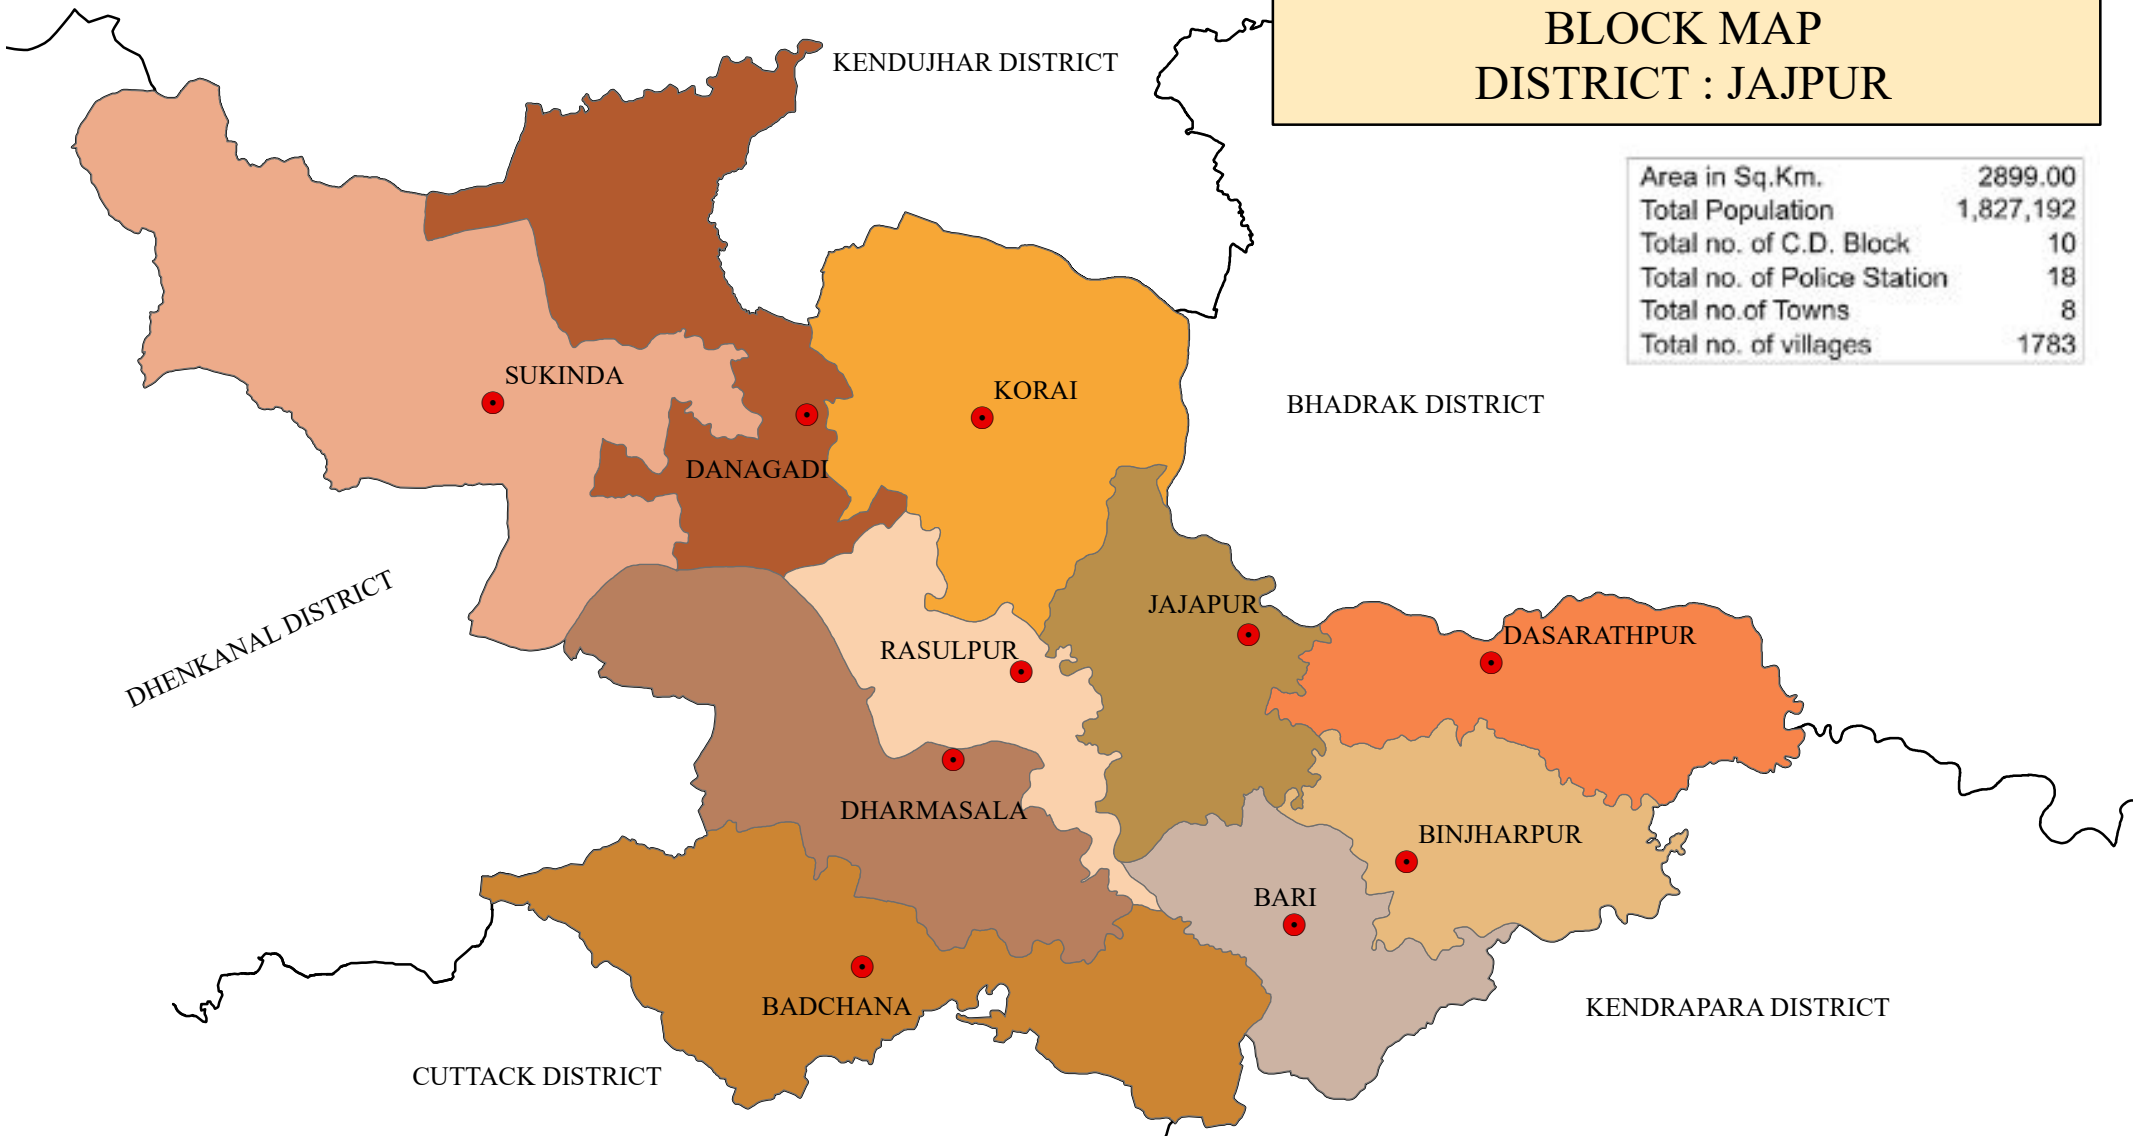 BLOCK MAP
DISTRICT : JAJPUR
KENDUJHAR DISTRICT
Area in Sq.Km. 2899.00
Total Population 1,827,192
Total no. of C.D. Block 10
Total no. of Police Station 18
Total no.of Towns 8
Total no. of villages 1783
SUKINDA
KORAI
BHADRAK DISTRICT
DANAGADI
DHENKANAL DISTRICT
JAJAPUR
DASARATHPUR
RASULPUR
DHARMASALA
BINJHARPUR
BARI
BADCHANA
KENDRAPARA DISTRICT
CUTTACK DISTRICT